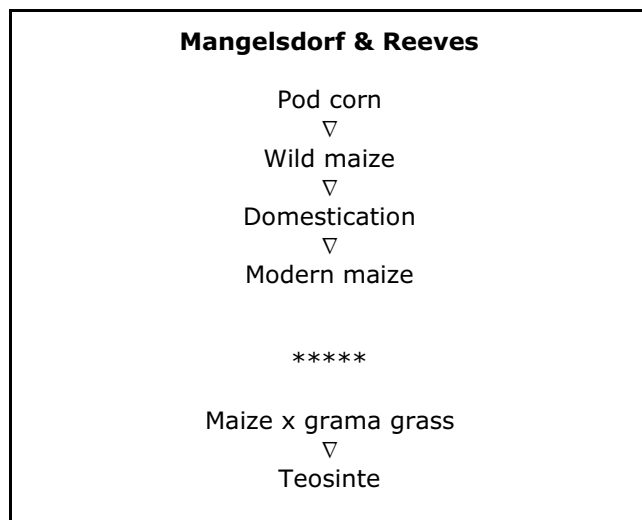 Mangelsdorf & Reeves
Pod corn
∇
Wild maize
∇
Domestication
∇
Modern maize
*****
Maize x grama grass
∇
Teosinte